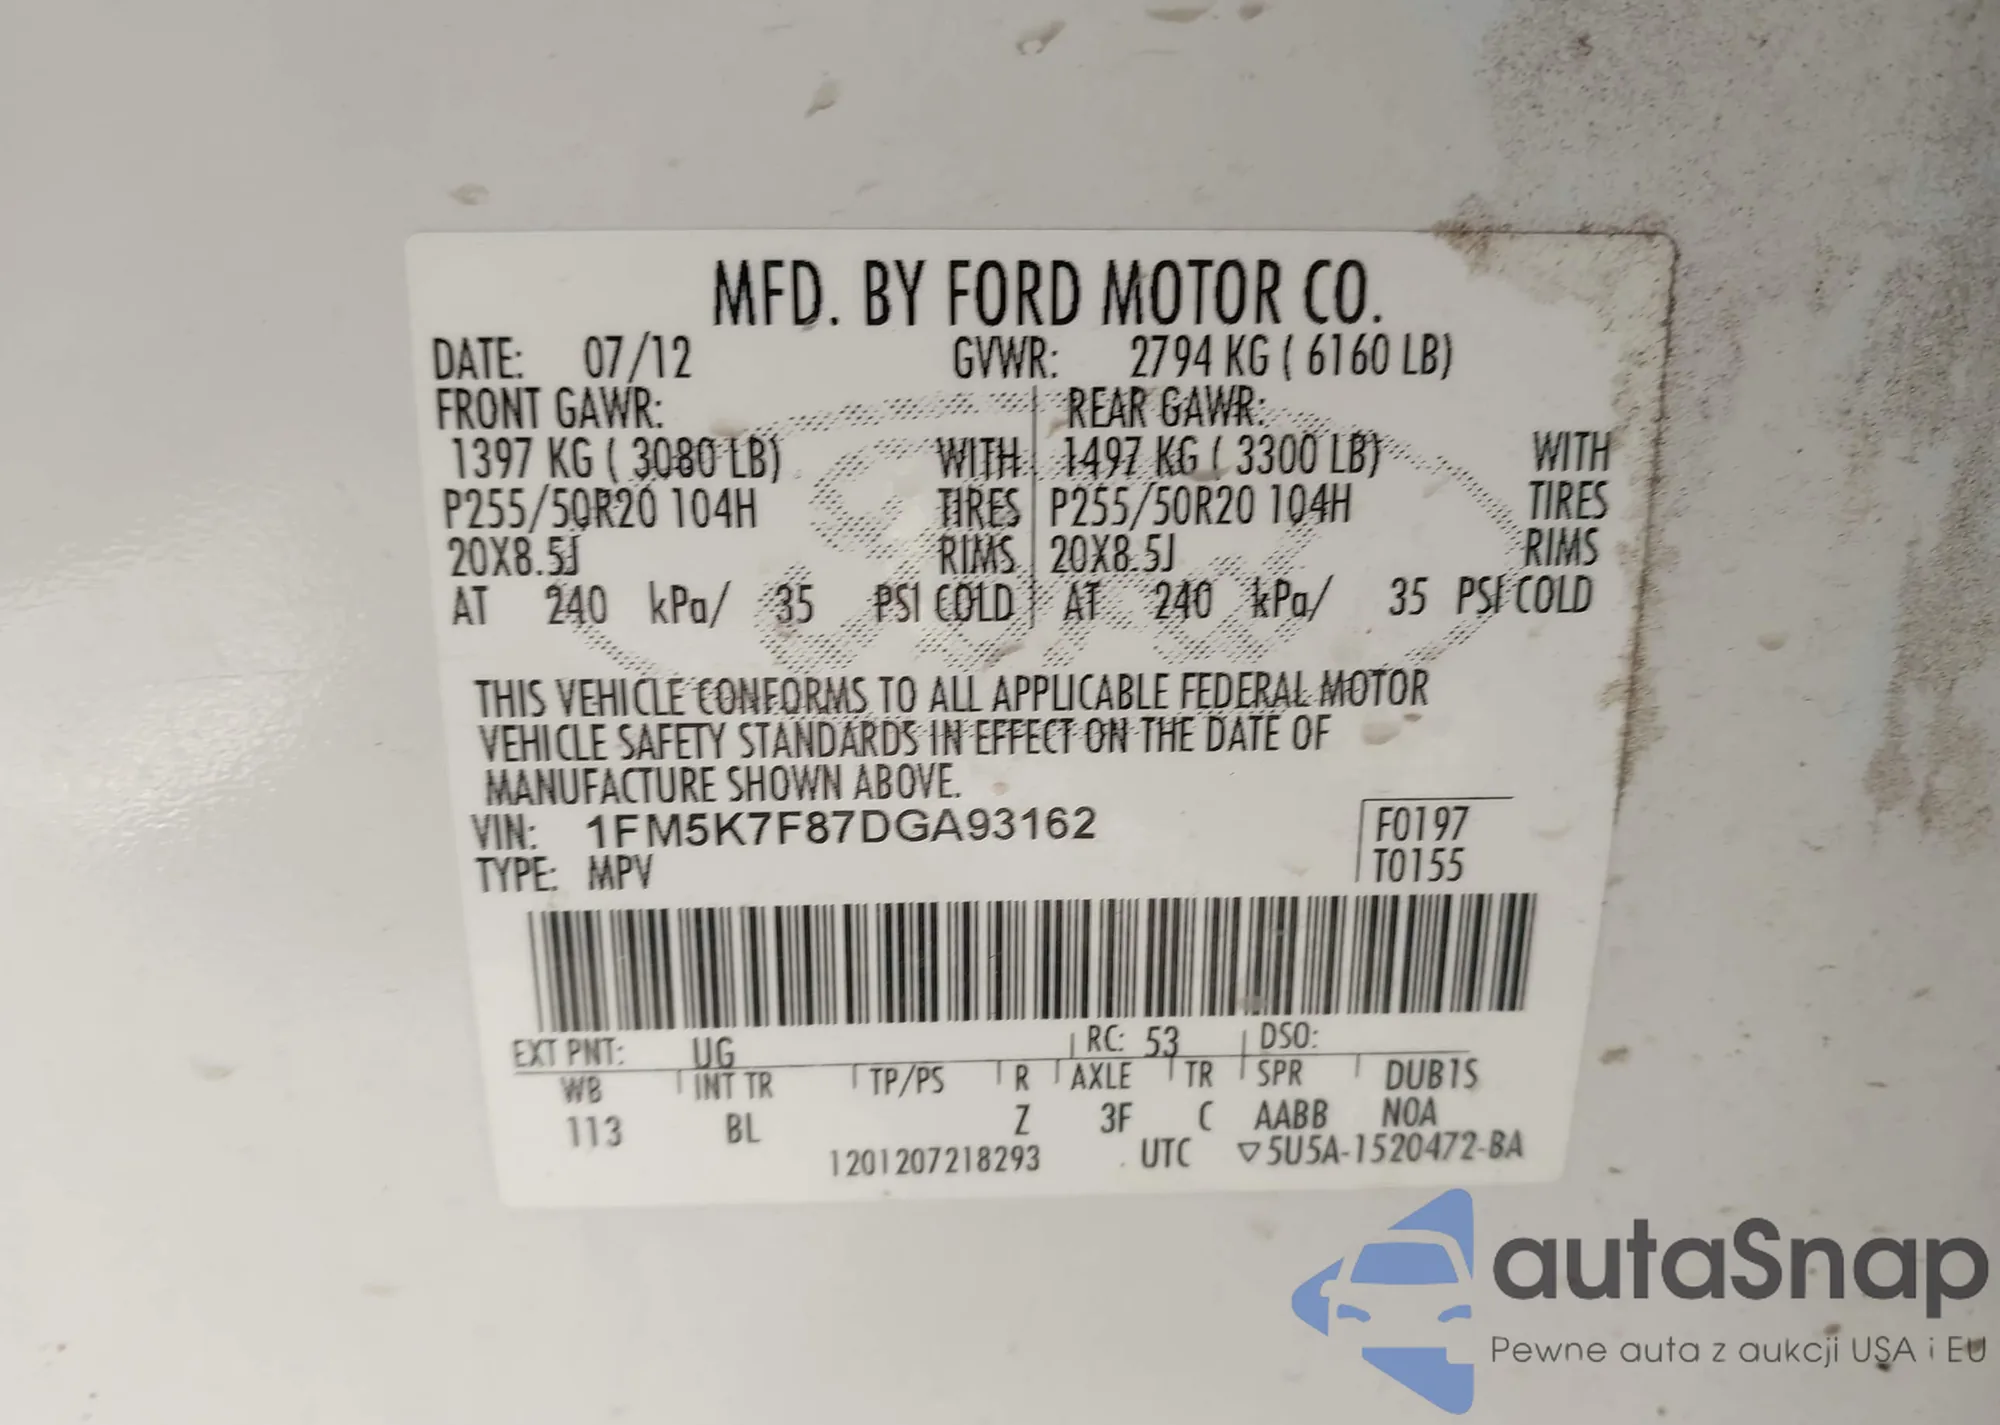 MFD. BY FORD MOTOR CO.
DATE: 07/12 GVWR: 2794 KG ( 6160 LB)
FRONT GAWR: REAR GAWR:
1397 KG ( 3080 LB) WITH 1497 KG ( 3300 LB) WITH
P255/50R20 104H TIRES P255/50R20 104H TIRES
20X8.5J RIMS 20X8.5J RIMS
AT 240 kPa/ 35 PSI COLD AT 240 kPa/ 35 PSI COLD
THIS VEHICLE CONFORMS TO ALL APPLICABLE FEDERAL MOTOR
VEHICLE SAFETY STANDARDS IN EFFECT ON THE DATE OF
MANUFACTURE SHOWN ABOVE.
VIN: 1FM5K7F87DGA93162 F0197
TYPE: MPV T0155
EXT PNT: UG RC: 53 DSO:
WB INT TR TP/PS R AXLE TR SPR DUB1S
113 BL Z 3F C AABB NOA
1201207218293 UTC ▽5U5A-1520472-BA
autaSnap
Pewne auta z aukcji USA i EU